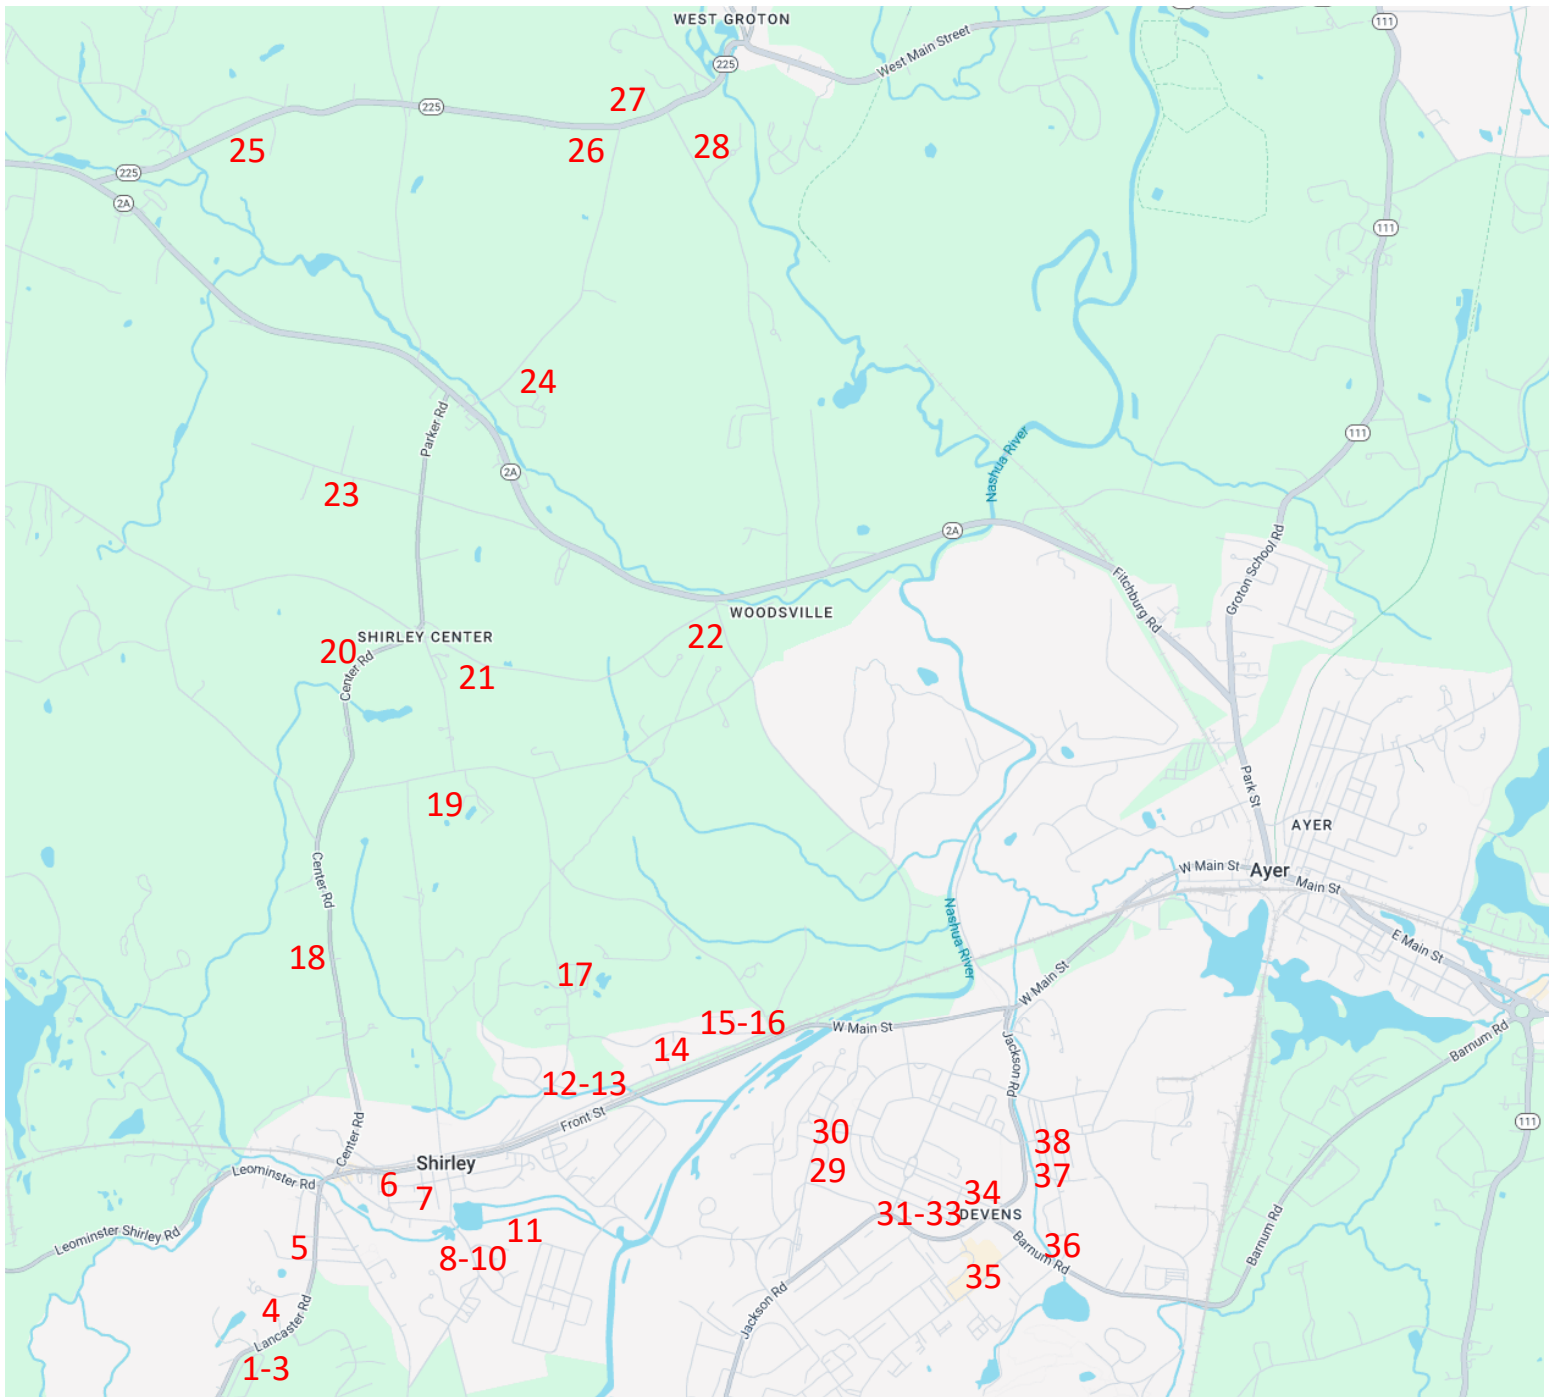 WEST GROTON
111
West Main Street
225
27
225
25
26
28
225
2A
111
24
Parker Rd
111
Nashua River
2A
23
2A
Groton School Rd
Fitchburg Rd
WOODSVILLE
22
SHIRLEY CENTER
20
Center Rd
21
Park St
19
AYER
Center Rd
W Main St
Ayer
Main St
Nashua River
E Main St
18
17
W Main St
15-16
W Main St
Barnum Rd
14
Jackson Rd
12-13
Front St
111
30
38
Center Rd
Shirley
Leominster Rd
29
37
6
7
34
31-33
DEVENS
Leominster Shirley Rd
11
5
8-10
36
Barnum Rd
Barnum Rd
35
4
Lancaster Rd
Jackson Rd
1-3